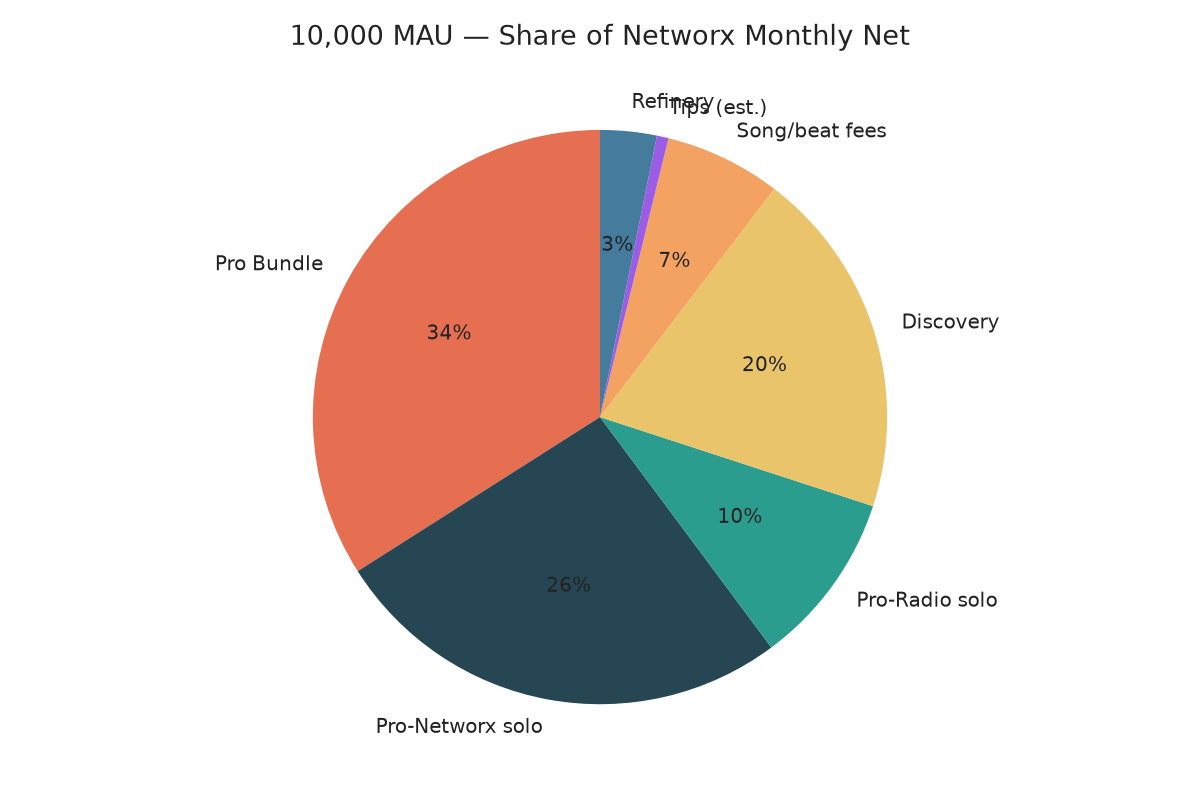 10,000 MAU — Share of Networx Monthly Net
Refinery
Tips (est.)
Song/beat fees
3%
7%
Pro Bundle
34%
Discovery
20%
10%
Pro-Radio solo
26%
Pro-Networx solo